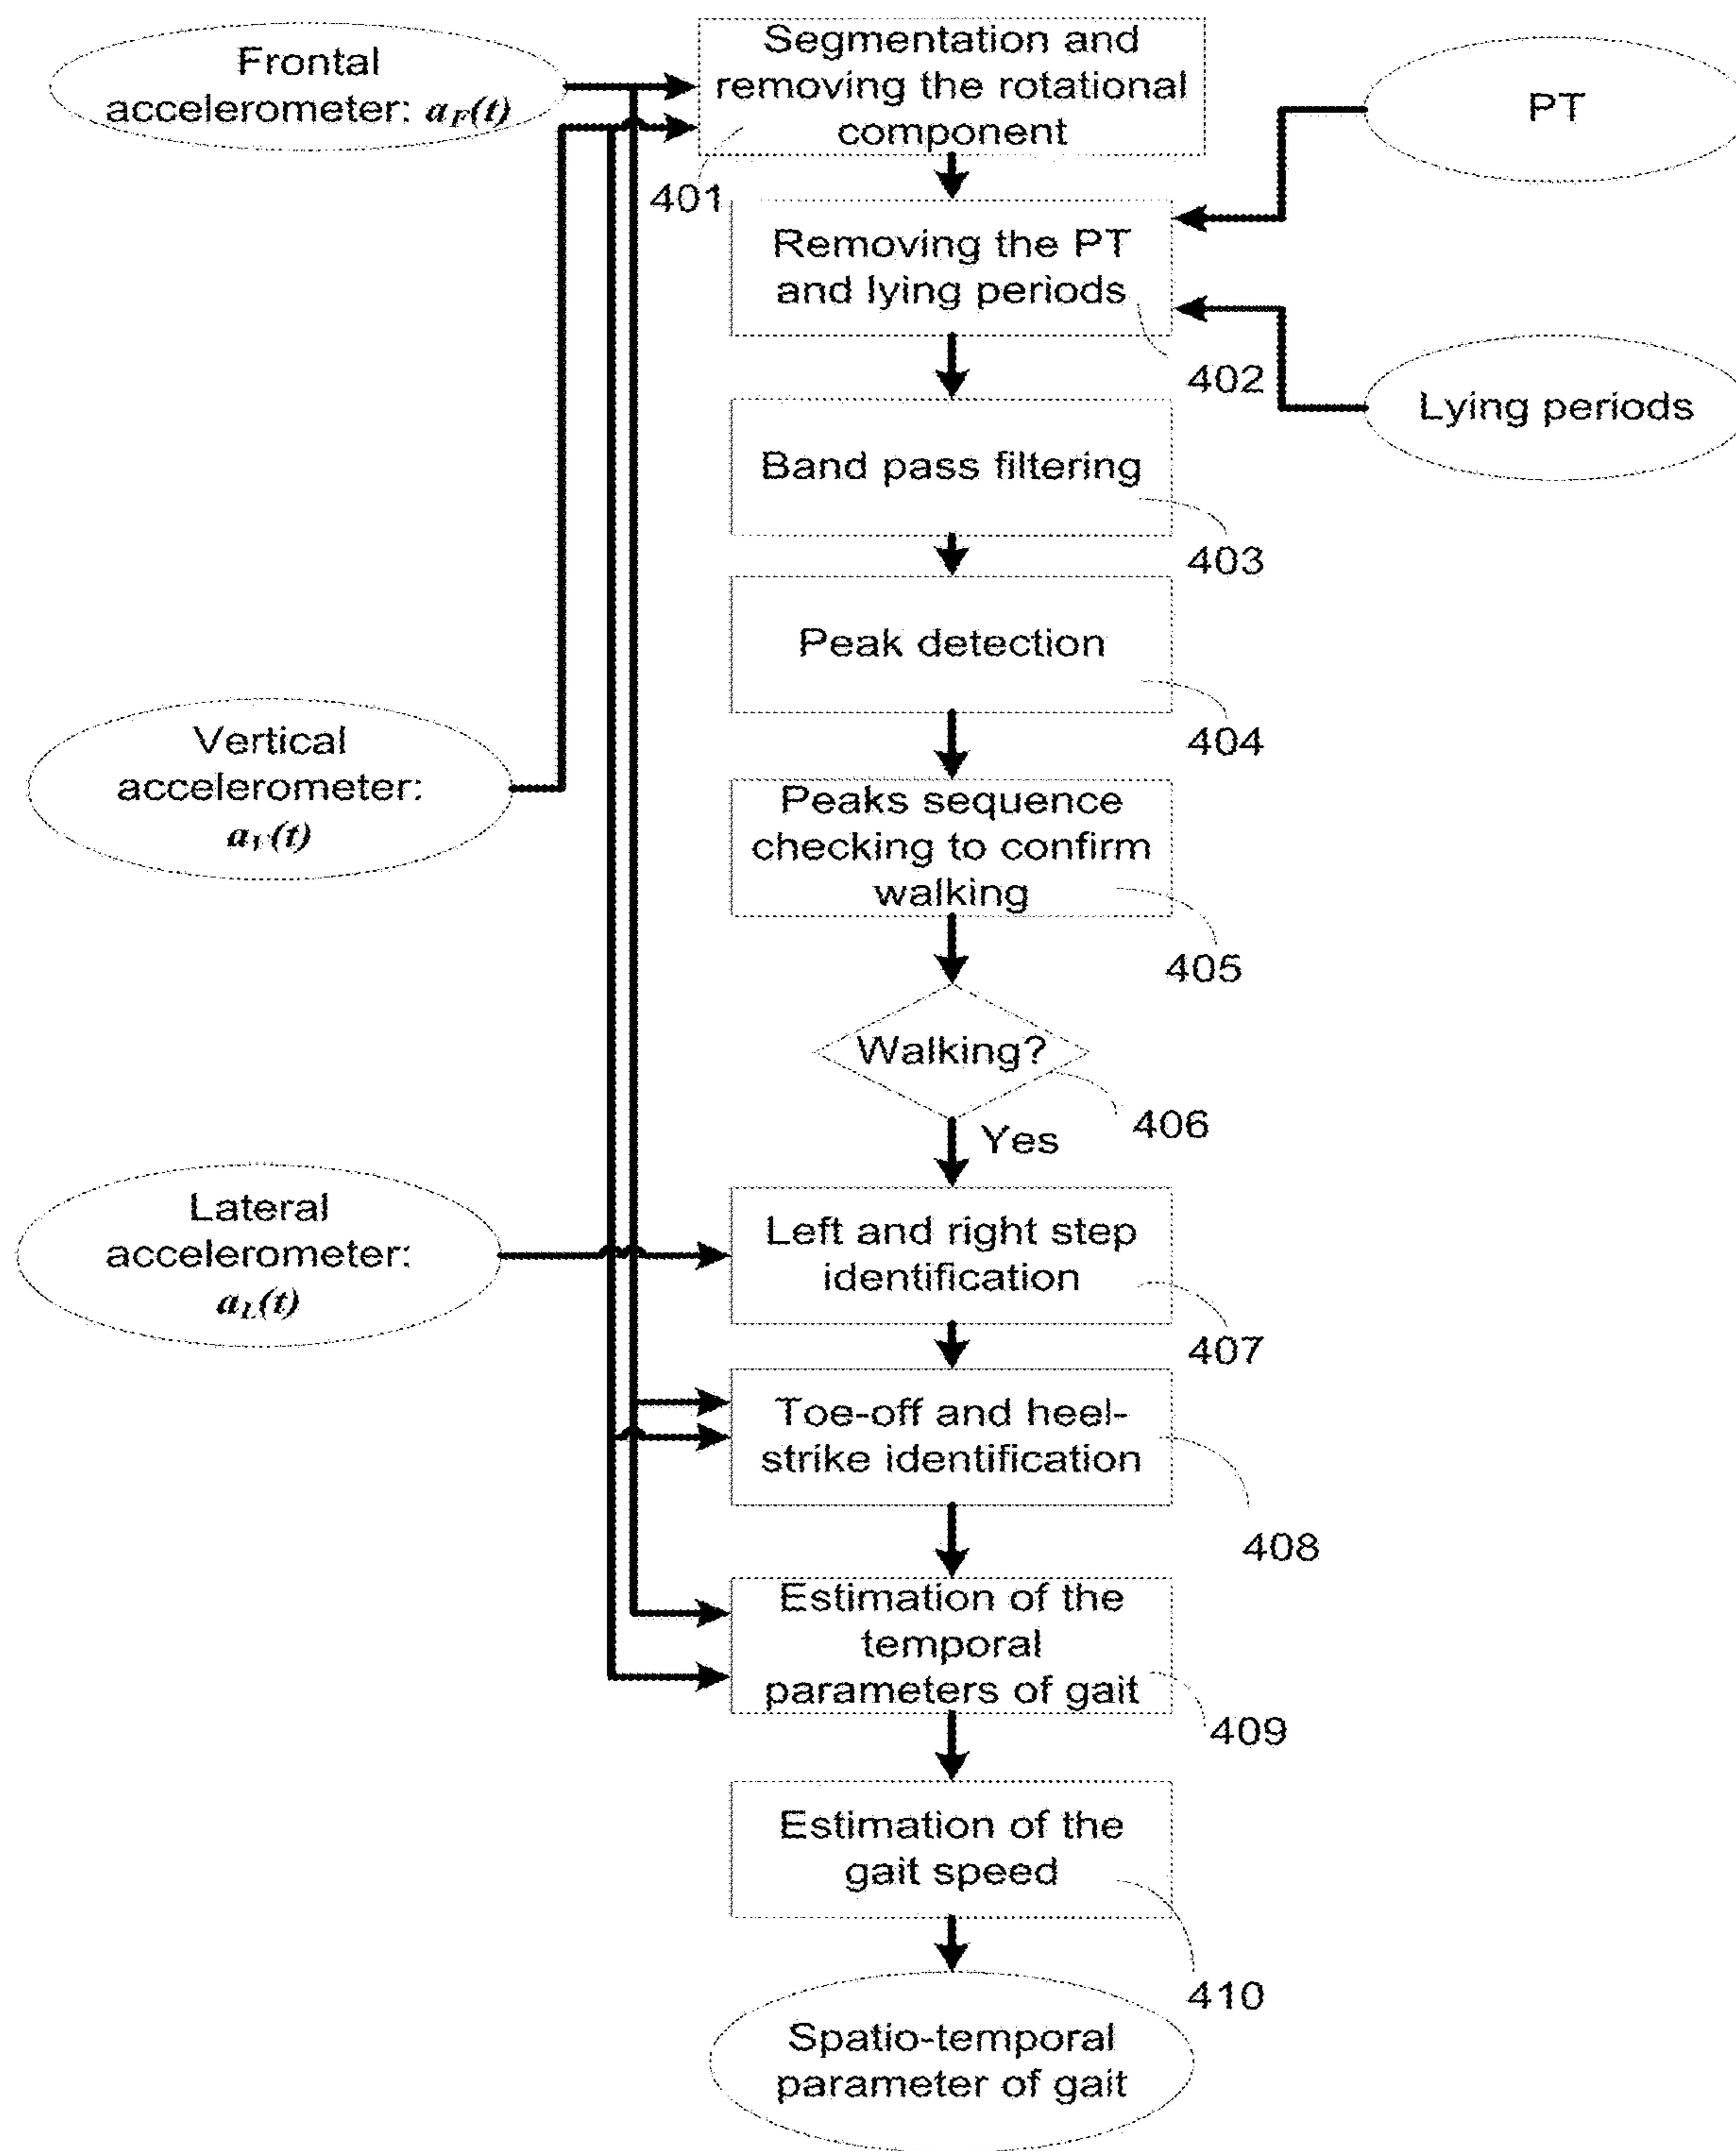 Frontal
accelerometer: a_F(t)
Segmentation and
removing the rotational
component
401
PT
Removing the PT
and lying periods
402
Lying periods
Band pass filtering
403
Peak detection
404
Vertical
accelerometer:
a_V(t)
Peaks sequence
checking to confirm
walking
405
Walking?
406
Yes
Lateral
accelerometer:
a_L(t)
Left and right step
identification
407
Toe-off and heel-
strike identification
408
Estimation of the
temporal
parameters of gait
409
Estimation of the
gait speed
410
Spatio-temporal
parameter of gait